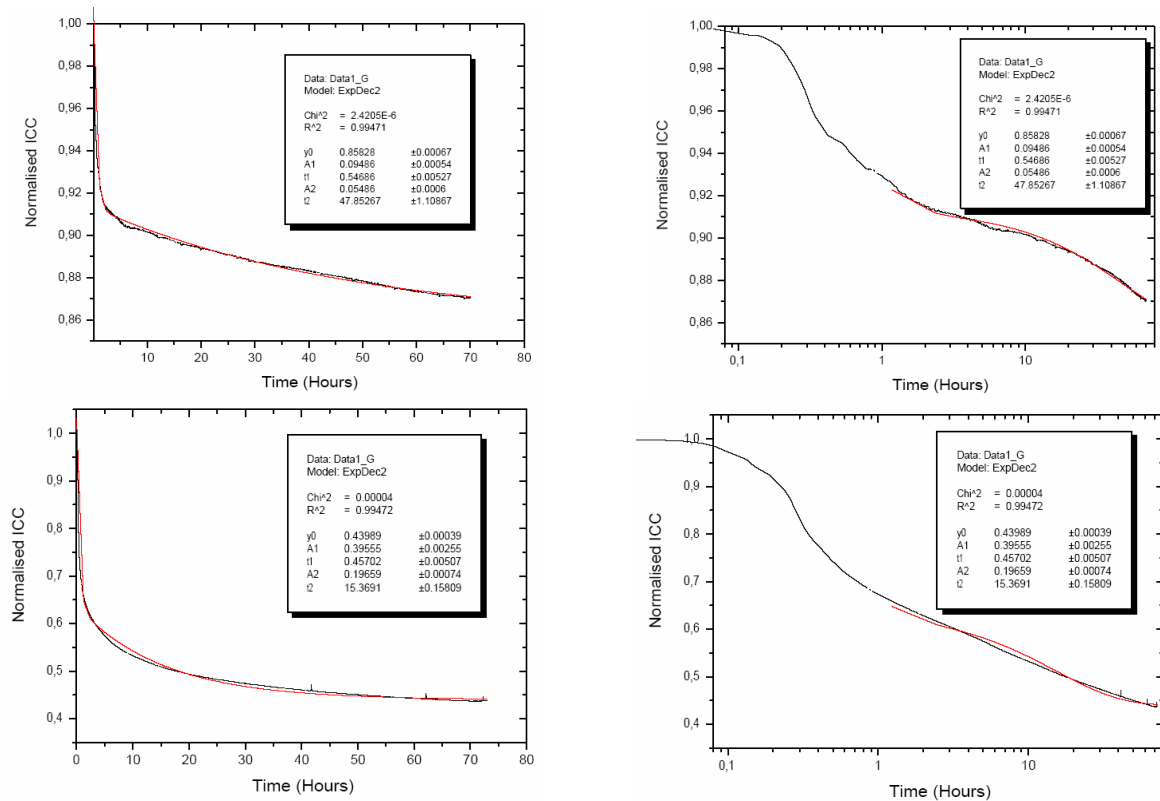 1,00
0,98
0,96
0,94
0,92
0,90
0,88
0,86
Normalised ICC
10 20 30 40 50 60 70 80
Time (Hours)
Data: Data1_G
Model: ExpDec2
Chi^2 = 2.4205E-6
R^2 = 0.99471
y0 0.85828 ±0.00067
A1 0.09486 ±0.00054
t1 0.54686 ±0.00527
A2 0.05486 ±0.0006
t2 47.85267 ±1.10867
1,00
0,98
0,96
0,94
0,92
0,90
0,88
0,86
Normalised ICC
0,1 1 10
Time (Hours)
Data: Data1_G
Model: ExpDec2
Chi^2 = 2.4205E-6
R^2 = 0.99471
y0 0.85828 ±0.00067
A1 0.09486 ±0.00054
t1 0.54686 ±0.00527
A2 0.05486 ±0.0006
t2 47.85267 ±1.10867
1,0
0,9
0,8
0,7
0,6
0,5
0,4
Normalised ICC
0 10 20 30 40 50 60 70 80
Time (Hours)
Data: Data1_G
Model: ExpDec2
Chi^2 = 0.00004
R^2 = 0.99472
y0 0.43989 ±0.00039
A1 0.39555 ±0.00255
t1 0.45702 ±0.00507
A2 0.19659 ±0.00074
t2 15.3691 ±0.15809
1,0
0,9
0,8
0,7
0,6
0,5
0,4
Normalised ICC
0,1 1 10
Time (Hours)
Data: Data1_G
Model: ExpDec2
Chi^2 = 0.00004
R^2 = 0.99472
y0 0.43989 ±0.00039
A1 0.39555 ±0.00255
t1 0.45702 ±0.00507
A2 0.19659 ±0.00074
t2 15.3691 ±0.15809